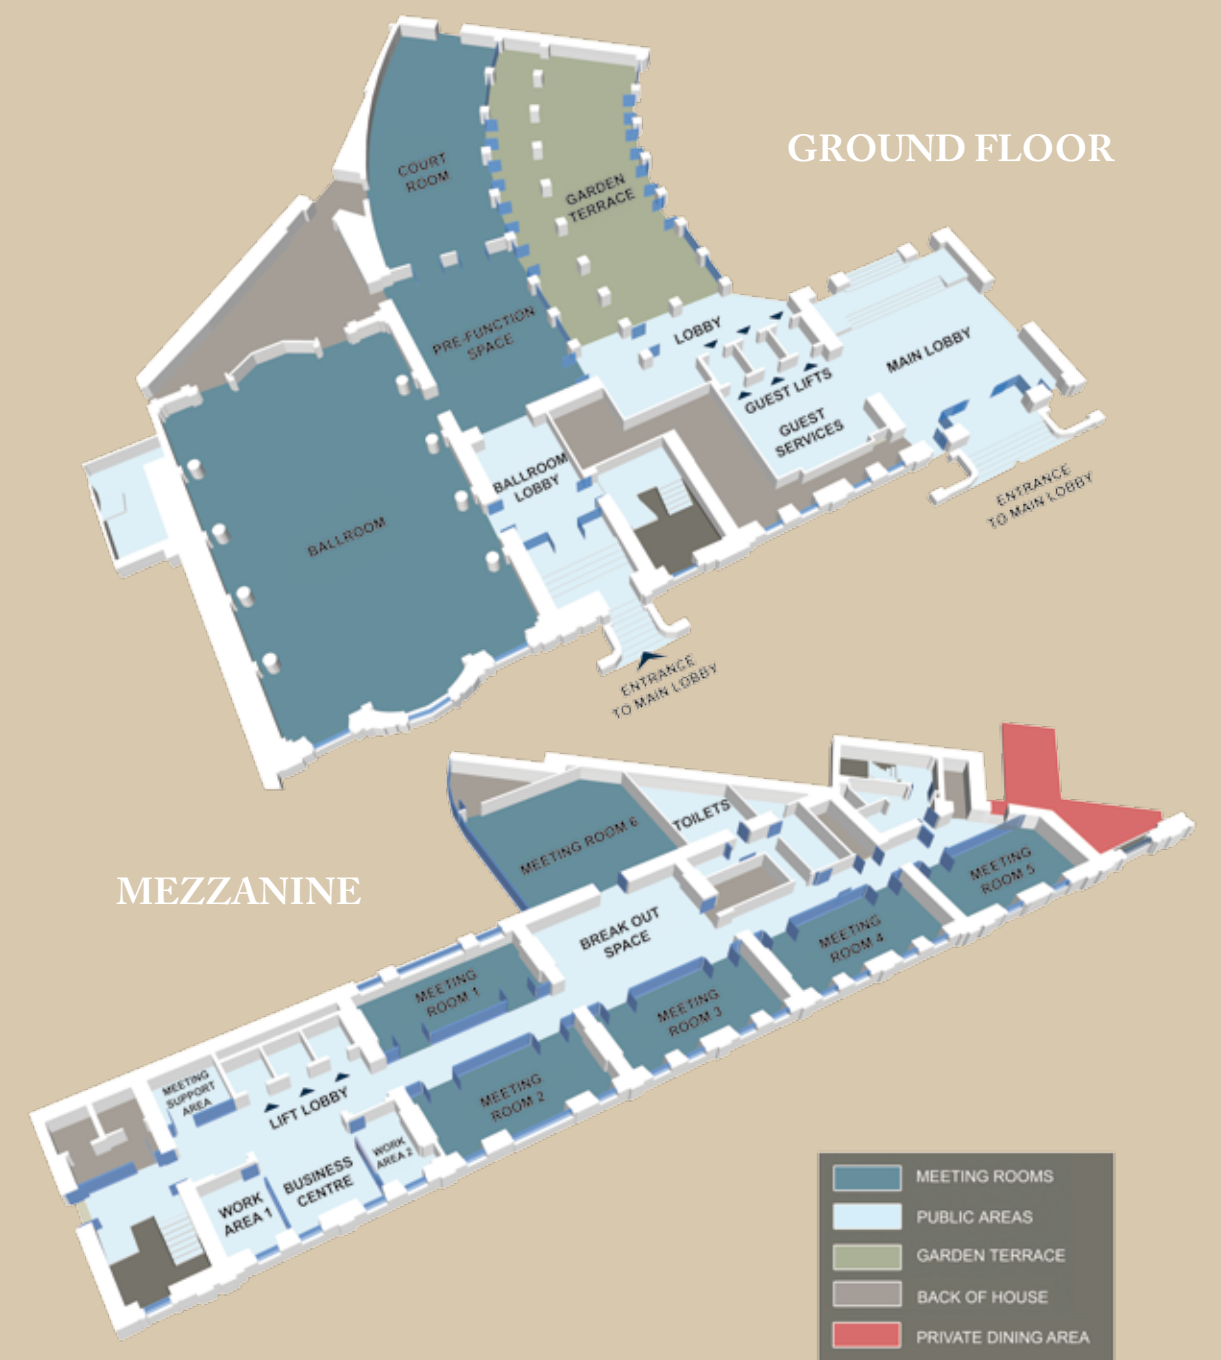 GROUND FLOOR
COURT
ROOM
GARDEN
TERRACE
PRE-FUNCTION
SPACE
LOBBY
MAIN LOBBY
GUEST LIFTS
GUEST
SERVICES
BALLROOM
LOBBY
BALLROOM
ENTRANCE
TO MAIN LOBBY
ENTRANCE
TO MAIN LOBBY
MEZZANINE
MEETING ROOM 6
TOILETS
MEETING
ROOM 5
BREAK OUT
SPACE
MEETING
ROOM 4
MEETING
ROOM 1
MEETING
ROOM 3
MEETING
SUPPORT
AREA
LIFT LOBBY
MEETING
ROOM 2
WORK
AREA 2
BUSINESS
CENTRE
WORK
AREA 1
MEETING ROOMS
PUBLIC AREAS
GARDEN TERRACE
BACK OF HOUSE
PRIVATE DINING AREA